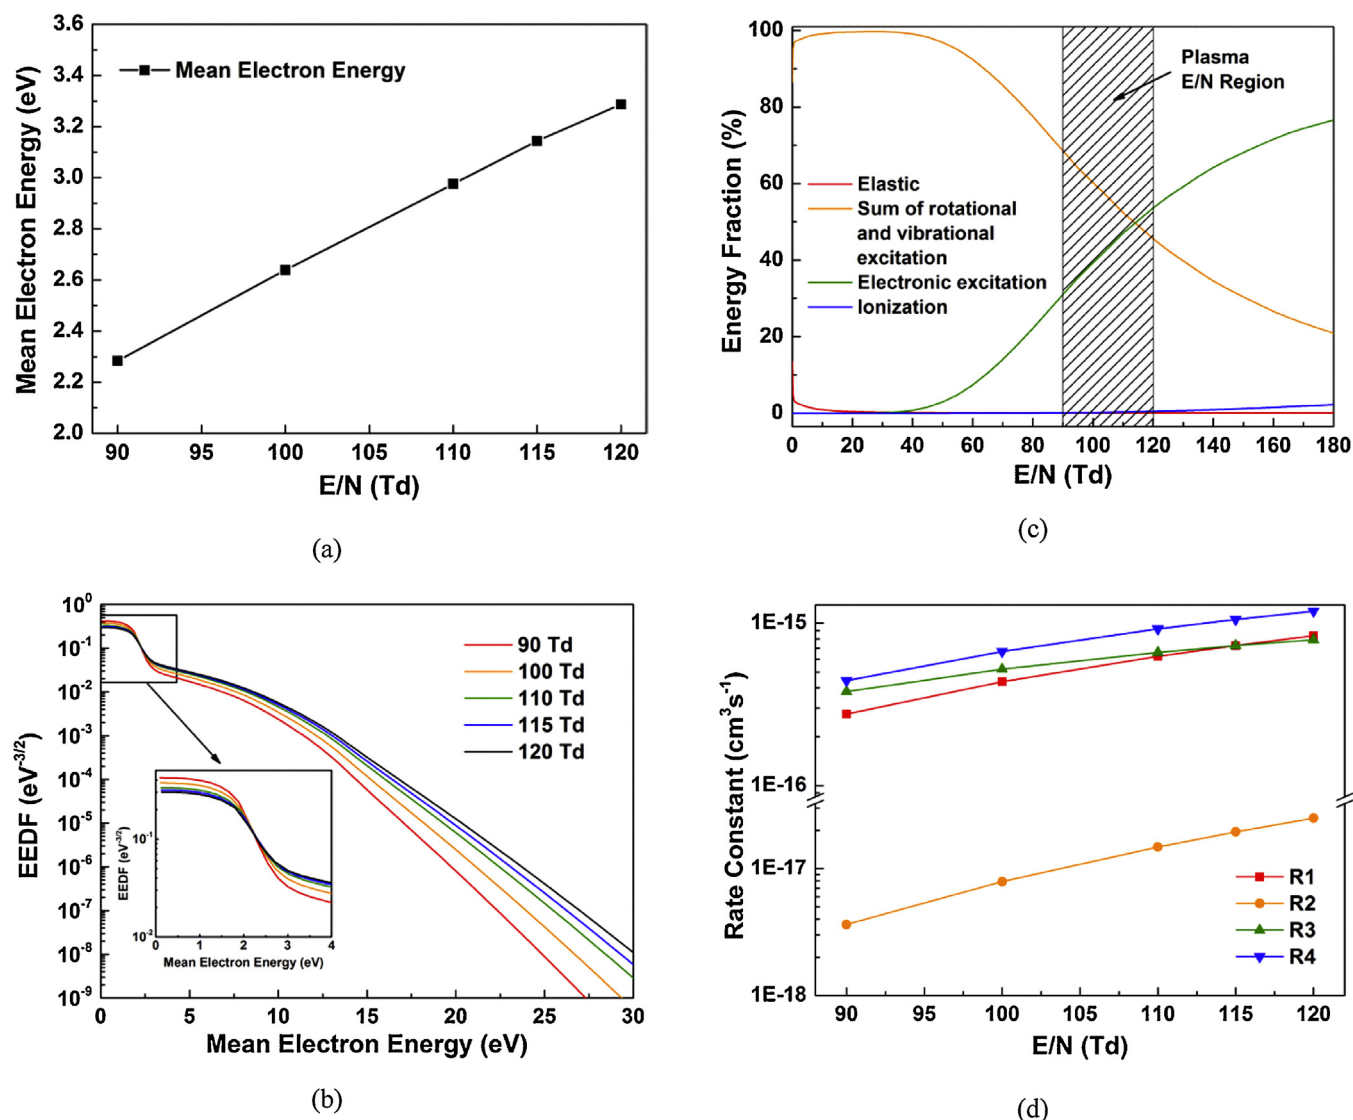 3.6
3.4
3.2
3.0
2.8
2.6
2.4
2.2
2.0
Mean Electron Energy (eV)
Mean Electron Energy
90 95 100 105 110 115 120
E/N (Td)
(a)
100
80
60
40
20
0
Energy Fraction (%)
Plasma
E/N Region
Elastic
Sum of rotational
and vibrational
excitation
Electronic excitation
Ionization
0 20 40 60 80 100 120 140 160 180
E/N (Td)
(c)
10⁰
10⁻¹
10⁻²
10⁻³
10⁻⁴
10⁻⁵
10⁻⁶
10⁻⁷
10⁻⁸
10⁻⁹
EEDF (eV⁻³/²)
90 Td
100 Td
110 Td
115 Td
120 Td
10⁻¹
10⁻²
EEDF (eV⁻³/²)
0 1 2 3 4
Mean Electron Energy (eV)
0 5 10 15 20 25 30
Mean Electron Energy (eV)
(b)
1E-15
1E-16
1E-17
1E-18
Rate Constant (cm³s⁻¹)
R1
R2
R3
R4
90 95 100 105 110 115 120
E/N (Td)
(d)